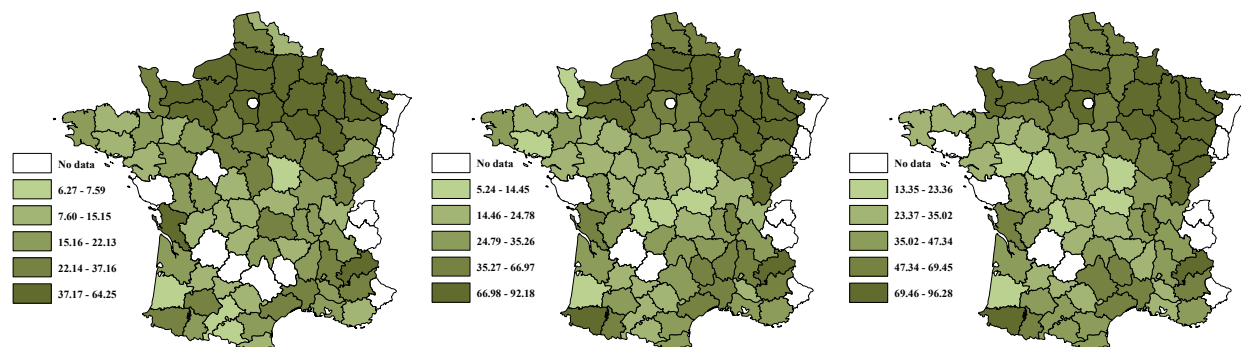 No data
6.27 - 7.59
7.60 - 15.15
15.16 - 22.13
22.14 - 37.16
37.17 - 64.25
No data
5.24 - 14.45
14.46 - 24.78
24.79 - 35.26
35.27 - 66.97
66.98 - 92.18
No data
13.35 - 23.36
23.37 - 35.02
35.02 - 47.34
47.34 - 69.45
69.46 - 96.28